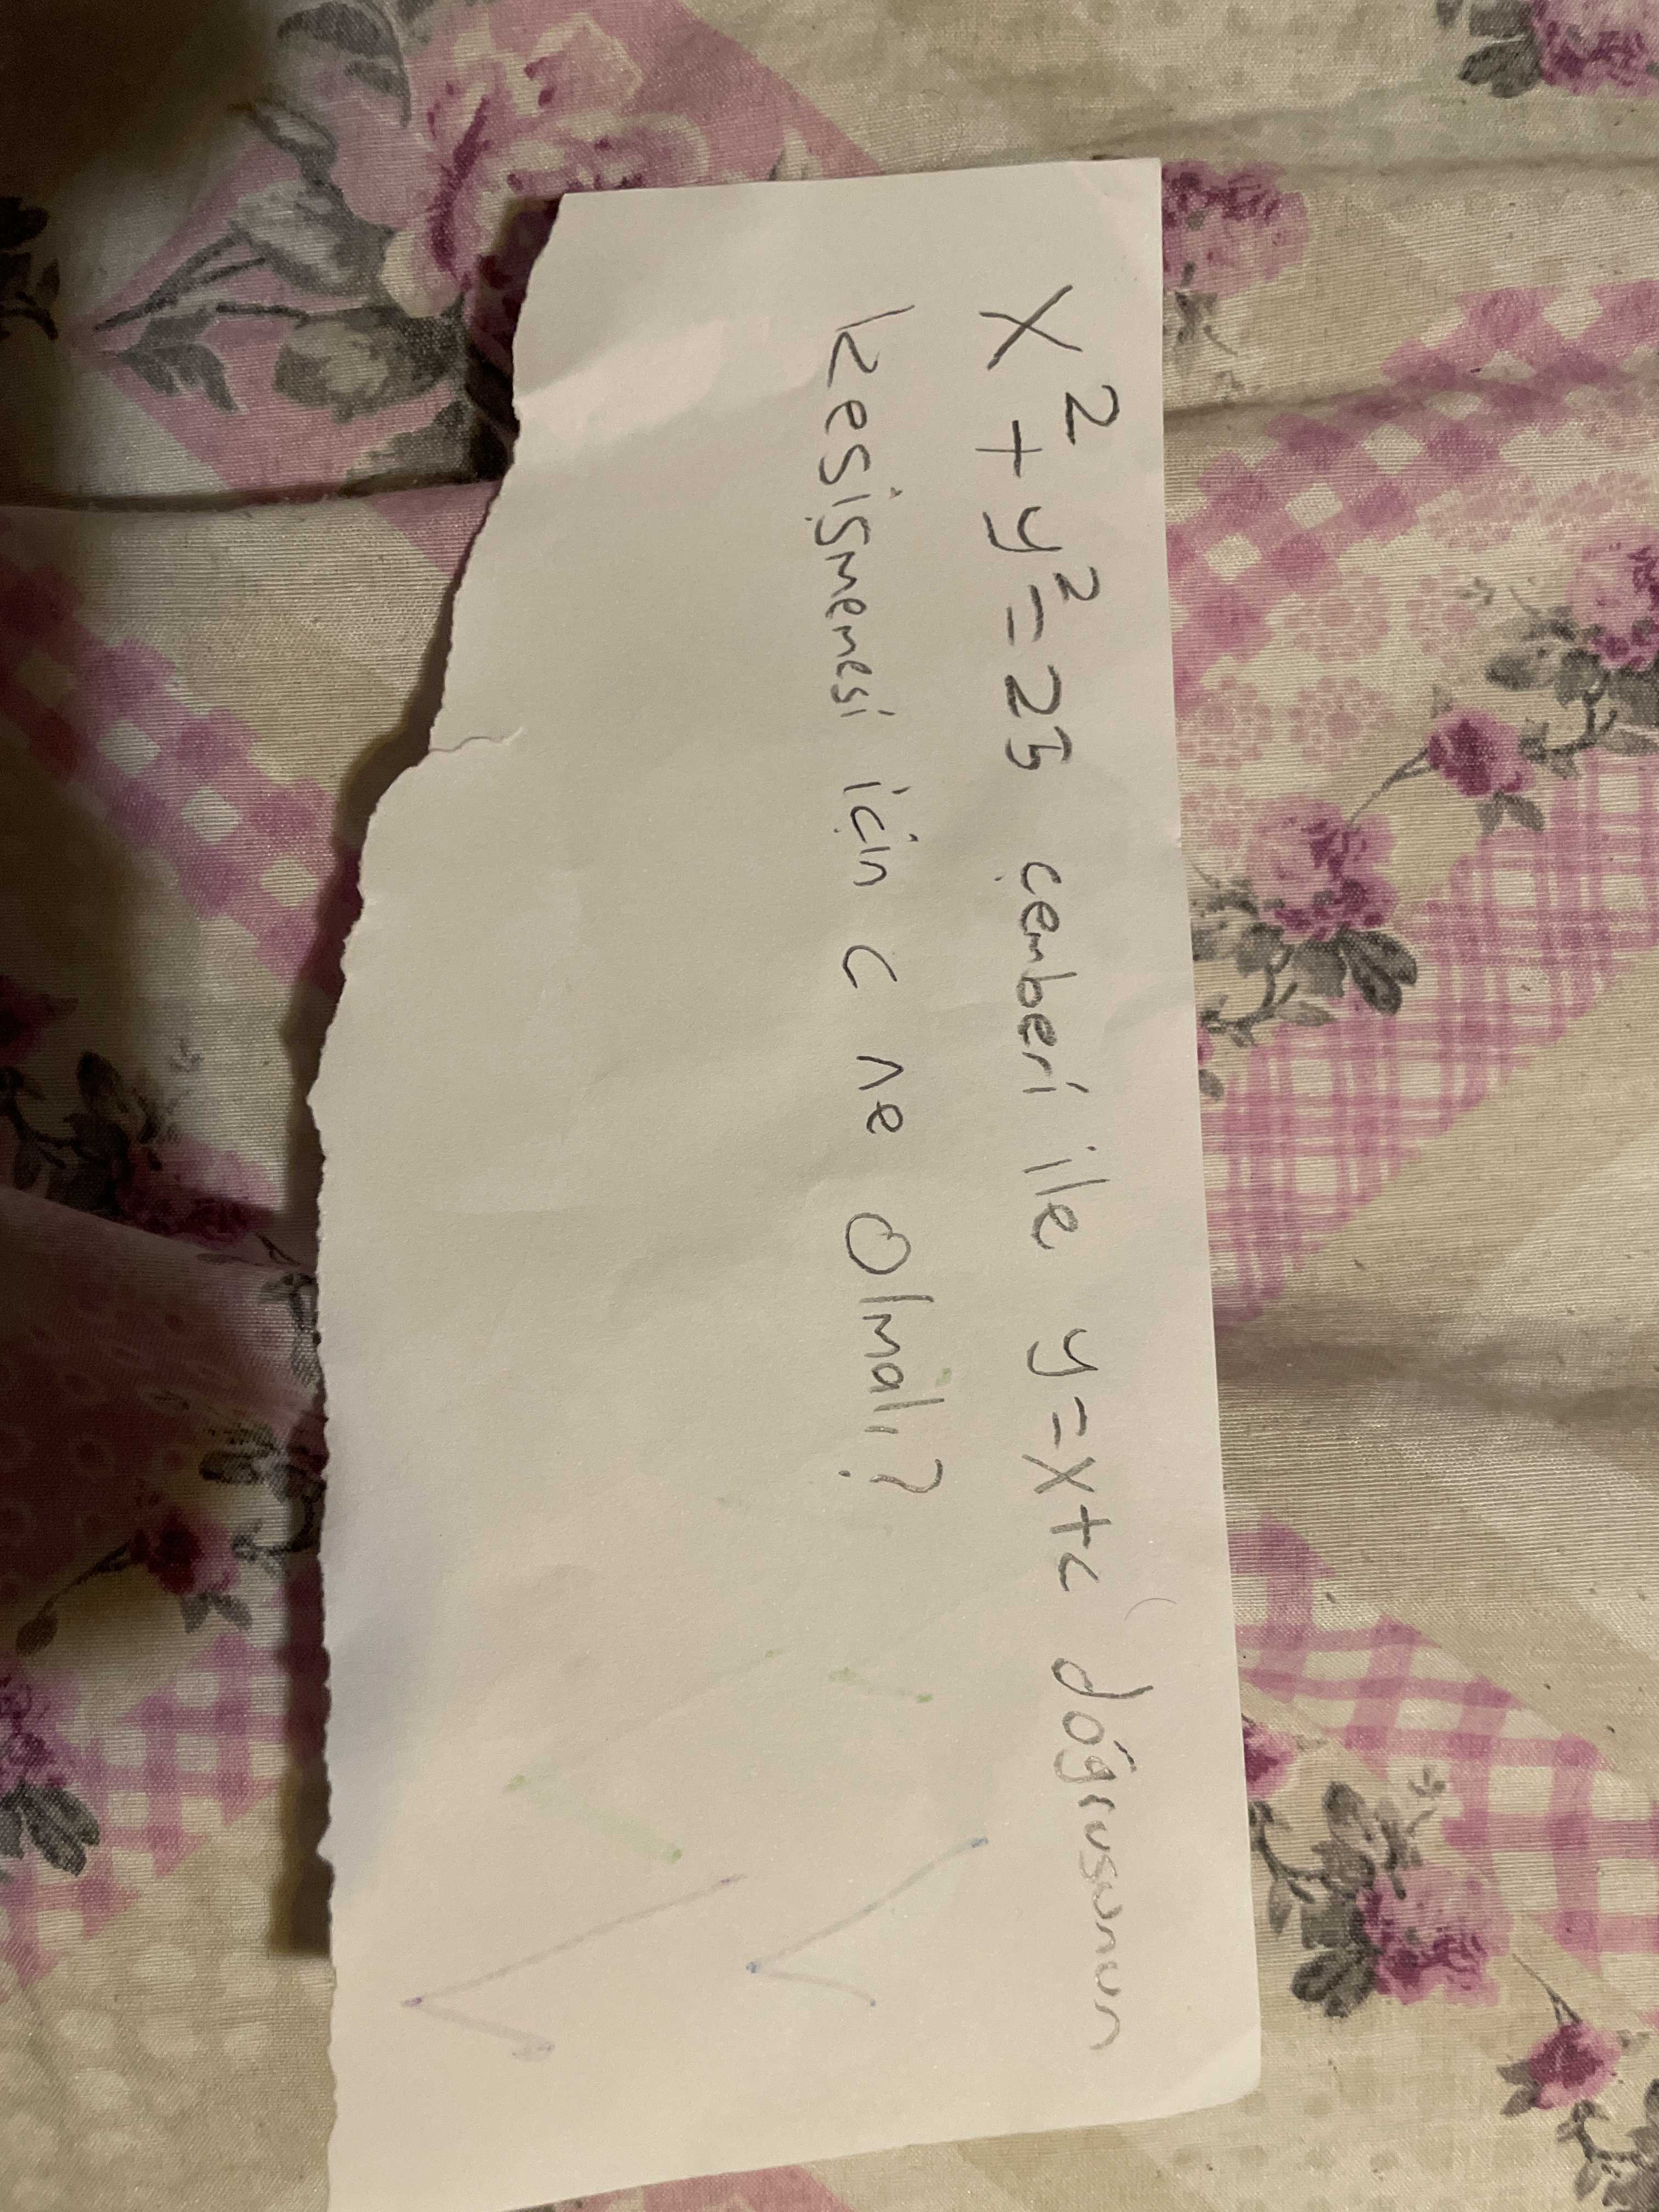 x² + y² = 25 çemberi ile y = x + c doğrusunun
kesişmemesi için c ne olmalı?